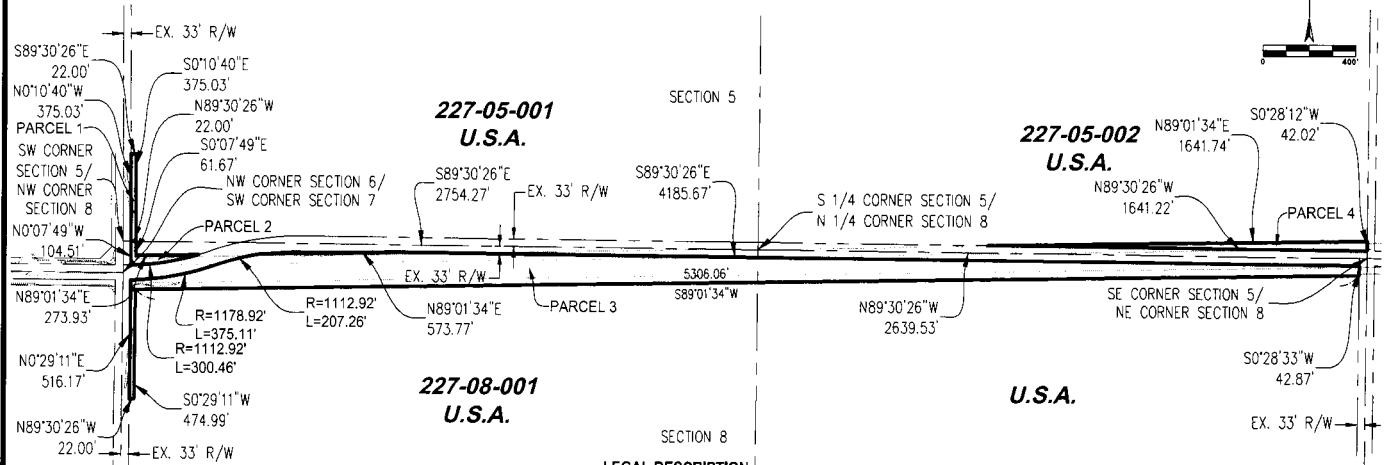 EX. 33' R/W
S89°30'26"E
22.00'
N0°10'40"W
375.03'
PARCEL 1
SW CORNER
SECTION 5/
NW CORNER
SECTION 8
N0°07'49"W
104.51'
S0°10'40"E
375.03'
N89°30'26"W
22.00'
S0°07'49"E
61.67'
NW CORNER SECTION 6/
SW CORNER SECTION 7
PARCEL 2
227-05-001
U.S.A.
SECTION 5
S89°30'26"E
2754.27'
EX. 33' R/W
S89°30'26"E
4185.67'
S 1/4 CORNER SECTION 5/
N 1/4 CORNER SECTION 8
227-05-002
U.S.A.
0
400'
N89°01'34"E
1641.74'
S0°28'12"W
42.02'
N89°30'26"W
1641.22'
PARCEL 4
N89°01'34"E
273.93'
R=1178.92'
L=375.11'
R=1112.92'
L=300.46'
R=1112.92'
L=207.26'
EX. 33' R/W
N89°01'34"E
573.77'
PARCEL 3
5306.06'
S89°01'34"W
N89°30'26"W
2639.53'
SE CORNER SECTION 5/
NE CORNER SECTION 8
S0°28'33"W
42.87'
N0°29'11"E
516.17'
S0°29'11"W
474.99'
N89°30'26"W
22.00'
EX. 33' R/W
227-08-001
U.S.A.
SECTION 8
U.S.A.
EX. 33' R/W
LEGAL DESCRIPTION